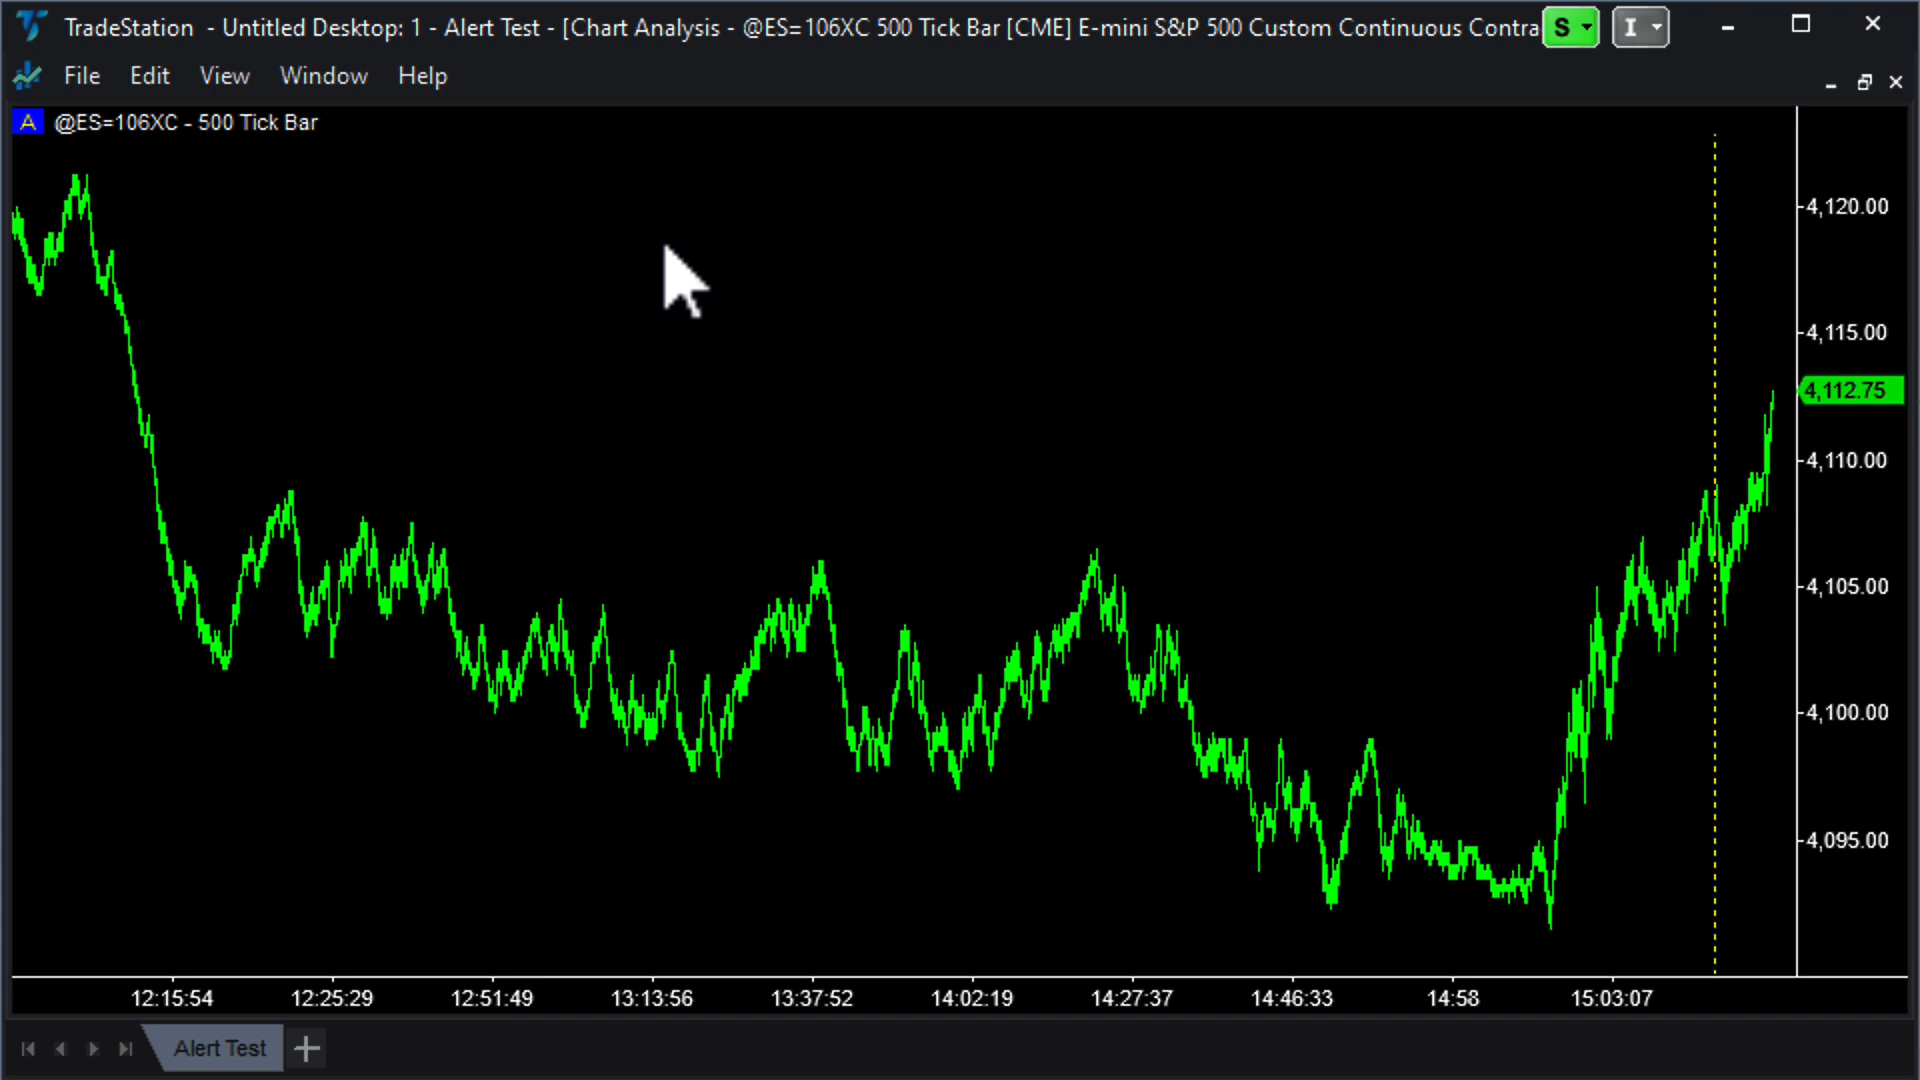 TradeStation - Untitled Desktop: 1 - Alert Test - [Chart Analysis - @ES=106XC 500 Tick Bar [CME] E-mini S&P 500 Custom Continuous Contra
S
I
File Edit View Window Help
A @ES=106XC - 500 Tick Bar
4,120.00
4,115.00
4,112.75
4,110.00
4,105.00
4,100.00
4,095.00
12:15:54 12:25:29 12:51:49 13:13:56 13:37:52 14:02:19 14:27:37 14:46:33 14:58 15:03:07
Alert Test